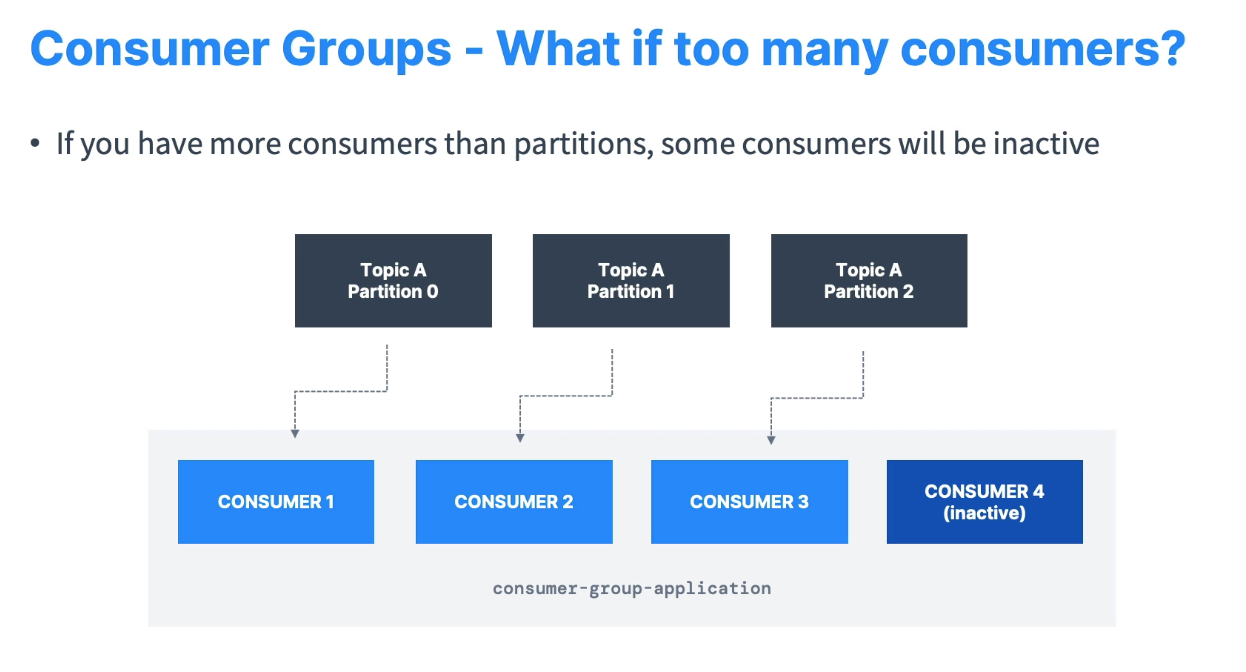 Consumer Groups - What if too many consumers?
• If you have more consumers than partitions, some consumers will be inactive
Topic A
Partition 0
Topic A
Partition 1
Topic A
Partition 2
CONSUMER 1
CONSUMER 2
CONSUMER 3
CONSUMER 4
(inactive)
consumer-group-application